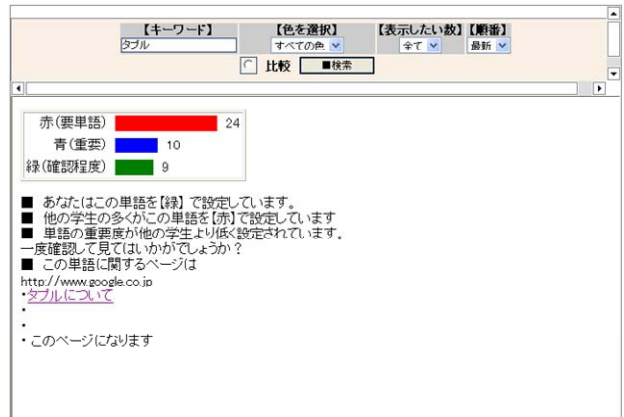 【キーワード】 【色を選択】 【表示したい数】 【順番】
タブル すべての色 全て 最新
比較 ■検索
赤(要単語) 24
青(重要) 10
緑(確認程度) 9
■ あなたはこの単語を【緑】で設定しています。
■ 他の学生の多くがこの単語を【赤】で設定しています
■ 単語の重要度が他の学生より低く設定されています。
一度確認して見てはいかがでしょうか？
■ この単語に関するページは
http://www.google.co.jp
・タブルについて
・
・
・このページになります